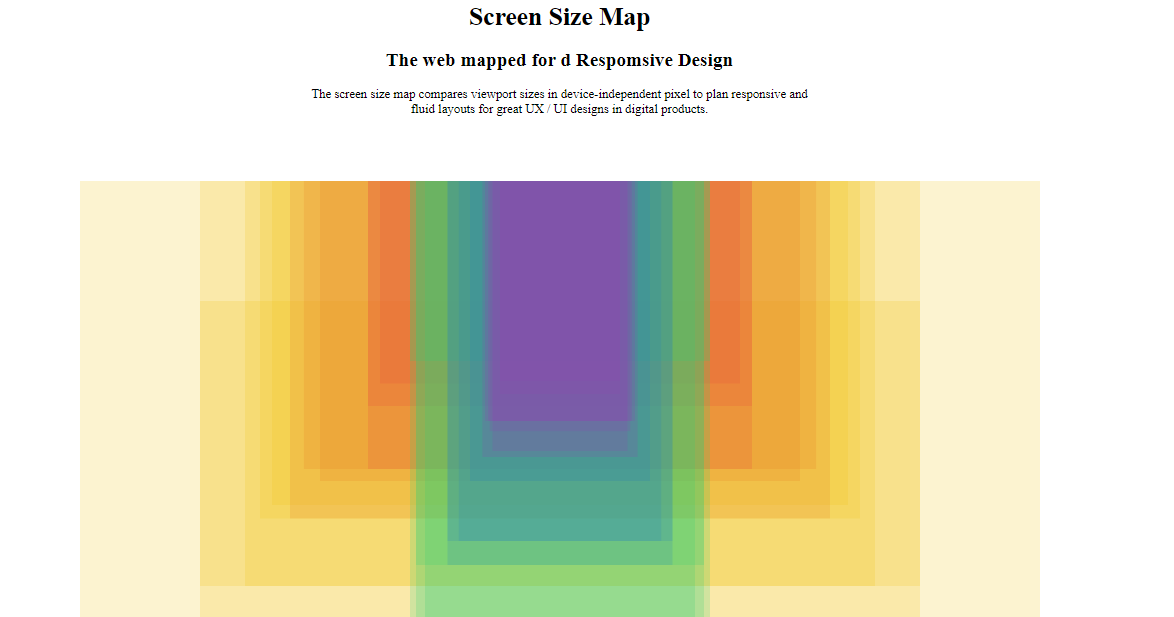 Screen Size Map
The web mapped for d Respomsive Design
The screen size map compares viewport sizes in device-independent pixel to plan responsive and
fluid layouts for great UX / UI designs in digital products.